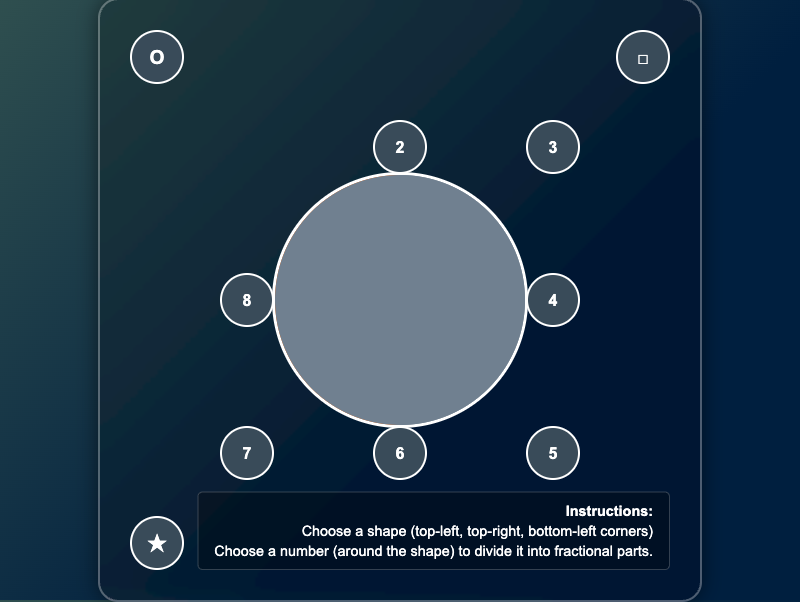 O
□
2
3
8
4
7
6
5
★
Instructions:
Choose a shape (top-left, top-right, bottom-left corners)
Choose a number (around the shape) to divide it into fractional parts.